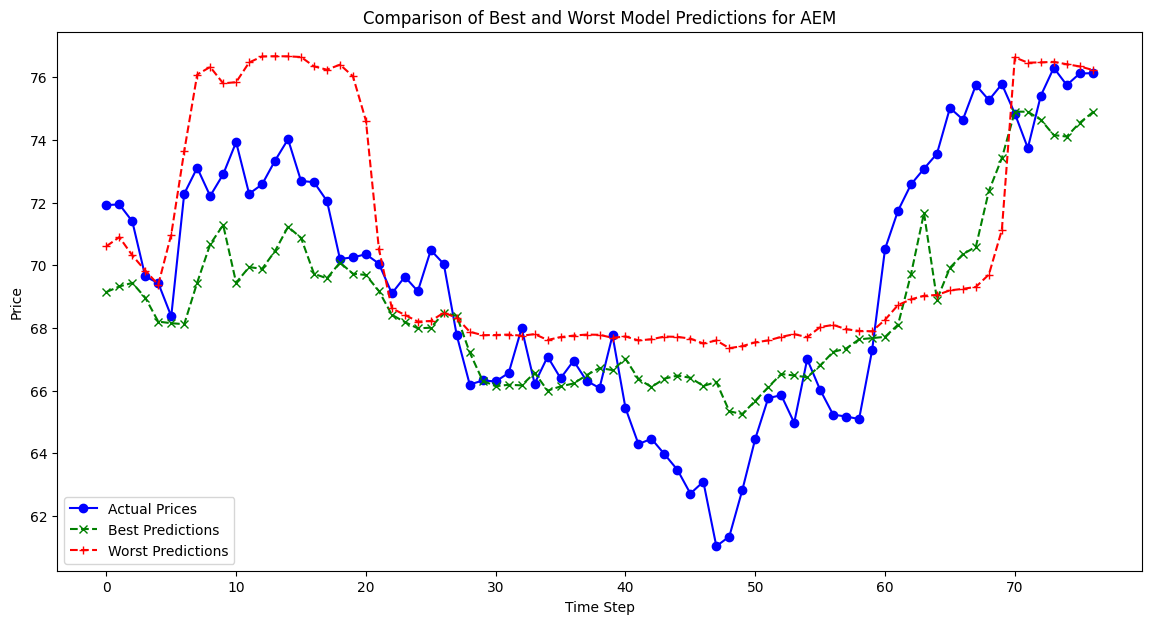 Comparison of Best and Worst Model Predictions for AEM
Price
76
74
72
70
68
66
64
62
Actual Prices
Best Predictions
Worst Predictions
0 10 20 30 40 50 60 70
Time Step